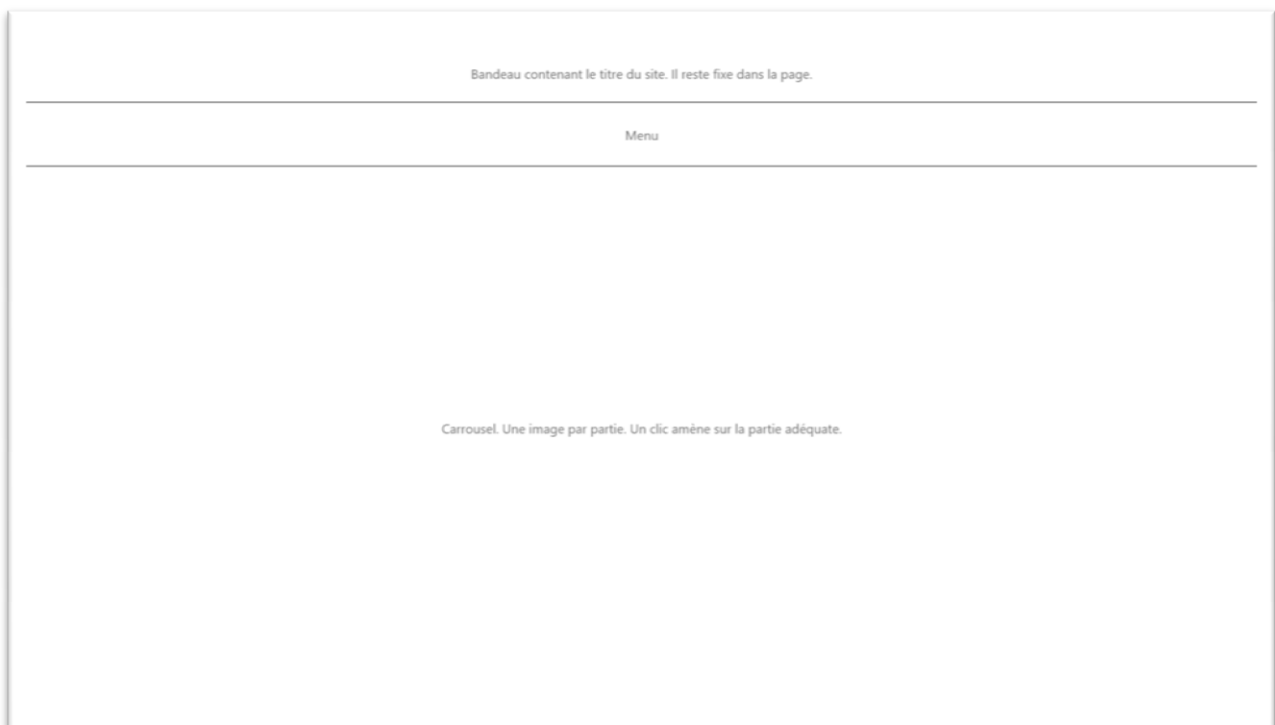 Bandeau contenant le titre du site. Il reste fixe dans la page.
Menu
Carrousel. Une image par partie. Un clic amène sur la partie adéquate.